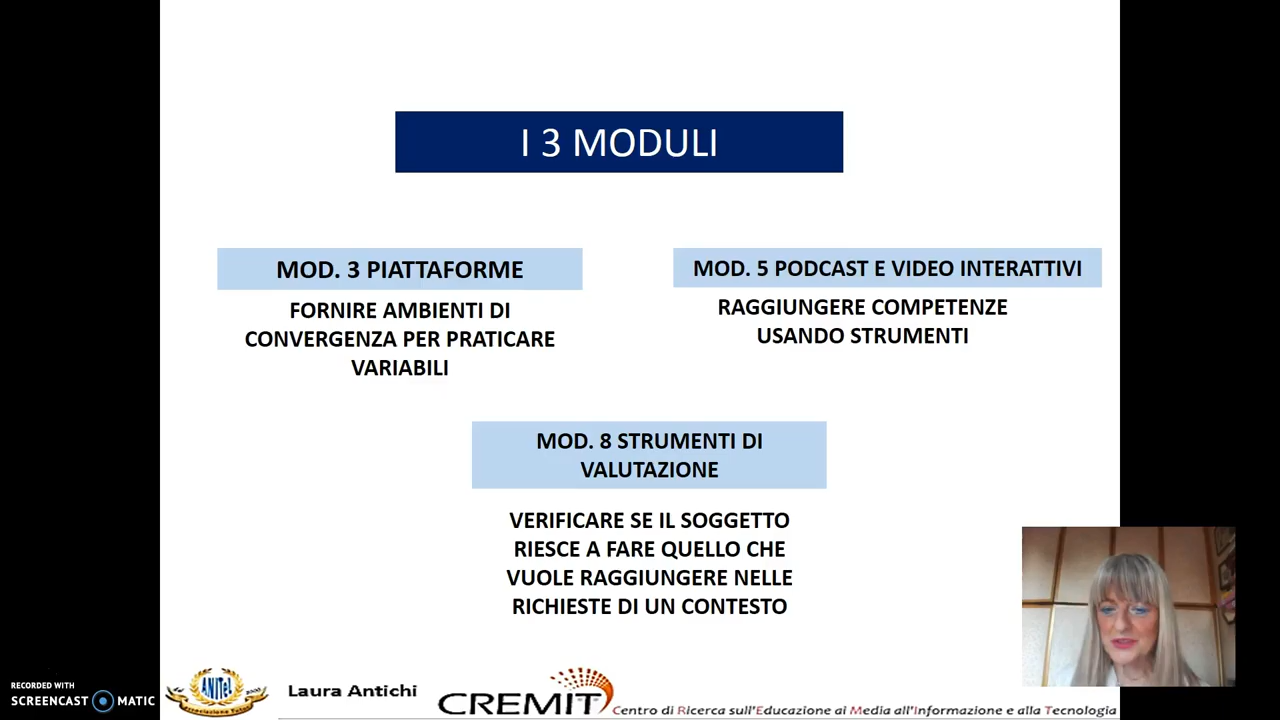 I 3 MODULI
MOD. 3 PIATTAFORME
FORNIRE AMBIENTI DI
CONVERGENZA PER PRATICARE
VARIABILI
MOD. 5 PODCAST E VIDEO INTERATTIVI
RAGGIUNGERE COMPETENZE
USANDO STRUMENTI
MOD. 8 STRUMENTI DI
VALUTAZIONE
VERIFICARE SE IL SOGGETTO
RIESCE A FARE QUELLO CHE
VUOLE RAGGIUNGERE NELLE
RICHIESTE DI UN CONTESTO
RECORDED WITH
SCREENCAST MATIC
ANITeL
Laura Antichi
CREMIT
Centro di Ricerca sull'Educazione ai Media all'Informazione e alla Tecnologia